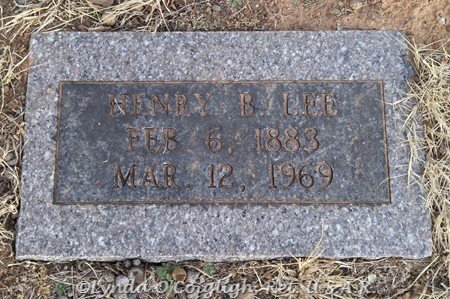 HENRY B. LEE
FEB 6, 1883
MAR. 12, 1969